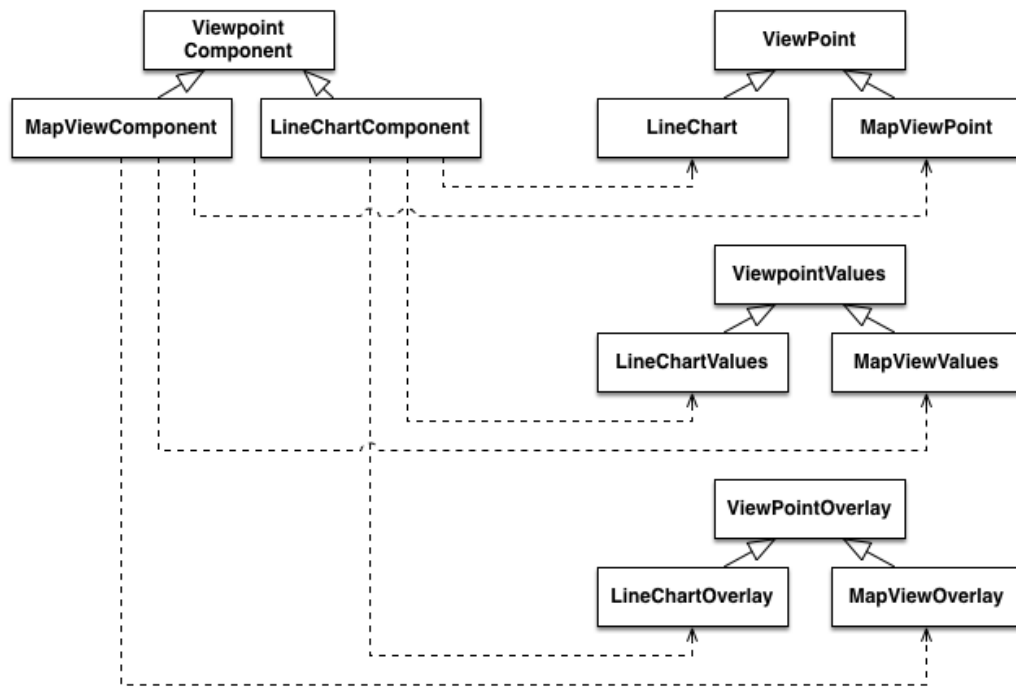 Viewpoint
Component
ViewPoint
MapViewComponent
LineChartComponent
LineChart
MapViewPoint
ViewpointValues
LineChartValues
MapViewValues
ViewPointOverlay
LineChartOverlay
MapViewOverlay